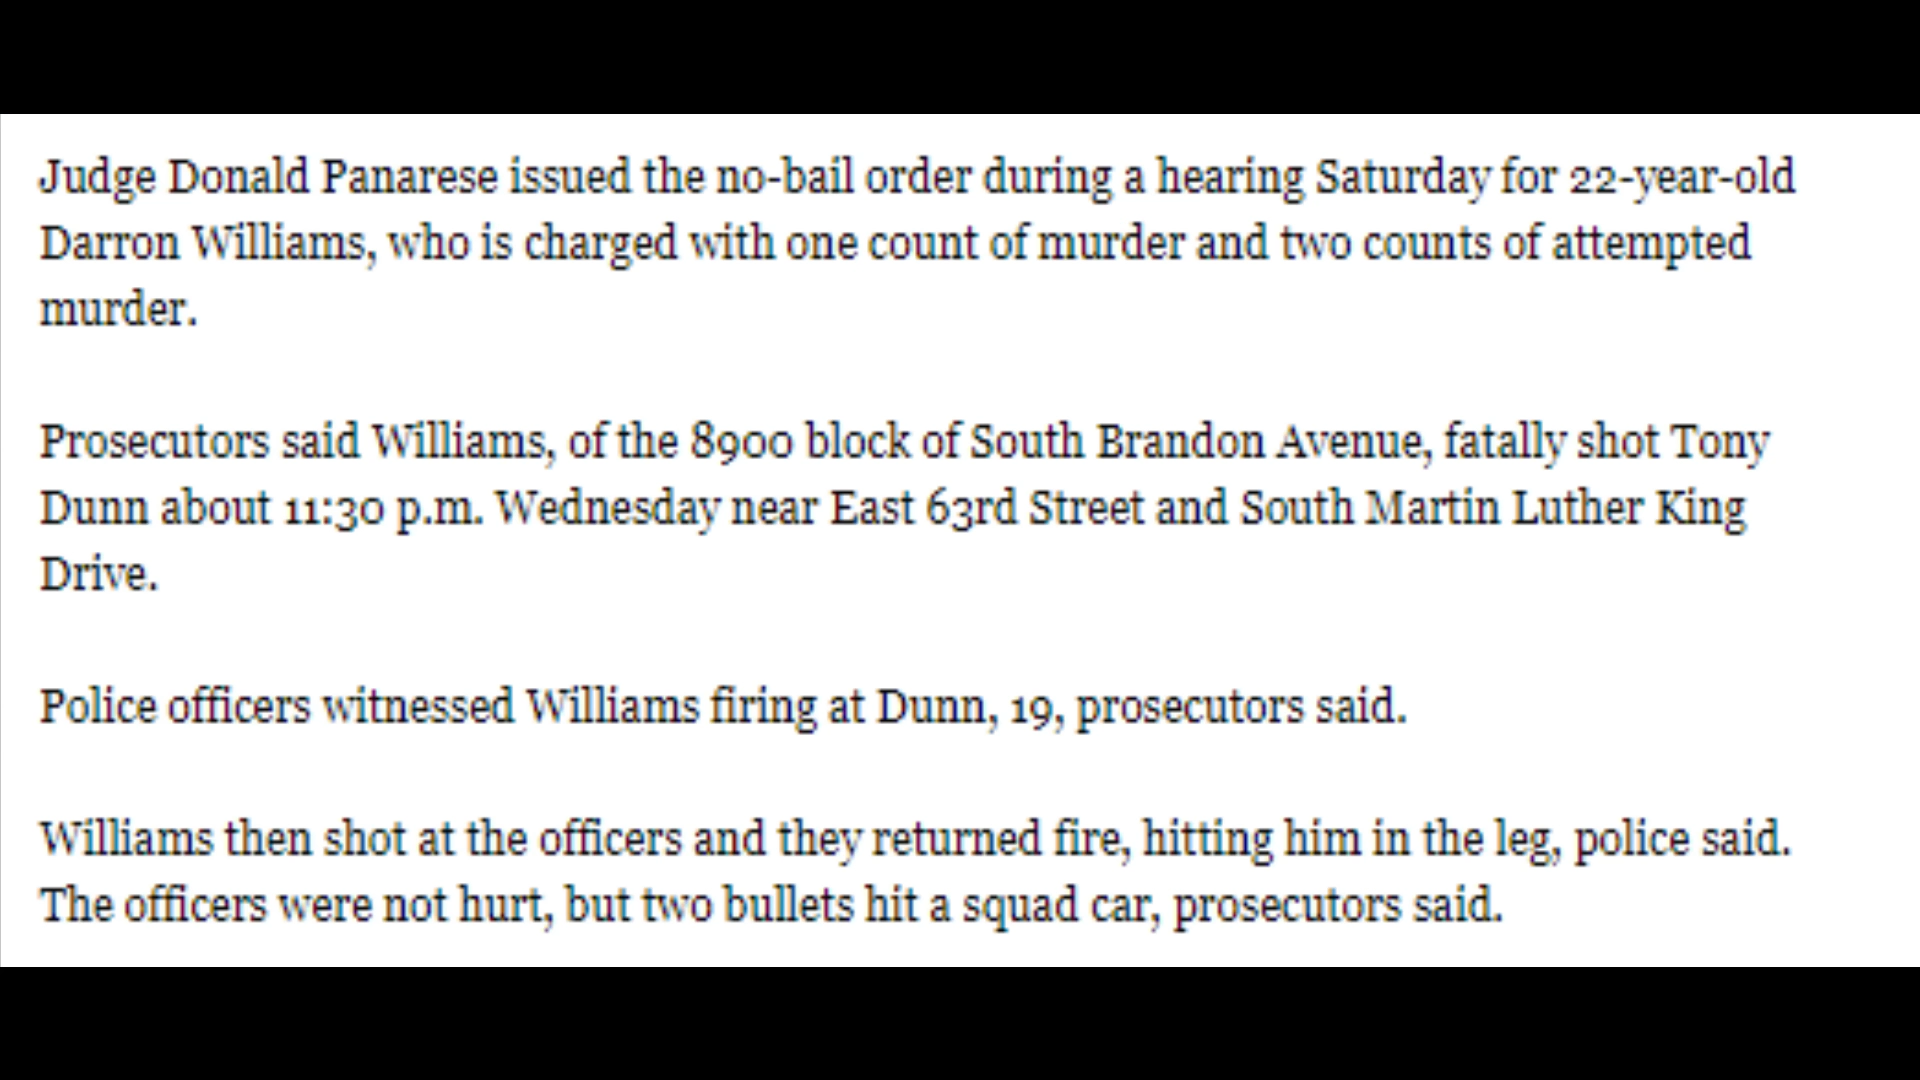 Judge Donald Panarese issued the no-bail order during a hearing Saturday for 22-year-old
Darron Williams, who is charged with one count of murder and two counts of attempted
murder.
Prosecutors said Williams, of the 8900 block of South Brandon Avenue, fatally shot Tony
Dunn about 11:30 p.m. Wednesday near East 63rd Street and South Martin Luther King
Drive.
Police officers witnessed Williams firing at Dunn, 19, prosecutors said.
Williams then shot at the officers and they returned fire, hitting him in the leg, police said.
The officers were not hurt, but two bullets hit a squad car, prosecutors said.